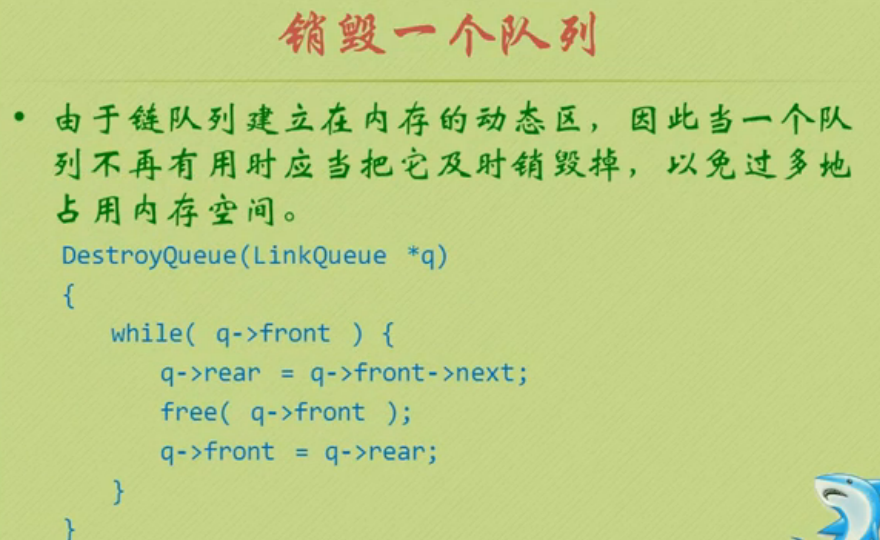 销毁一个队列
• 由于链队列建立在内存的动态区，因此当一个队
列不再有用时应当把它及时销毁掉，以免过多地
占用内存空间。
DestroyQueue(LinkQueue *q)
{
while( q->front ) {
q->rear = q->front->next;
free( q->front );
q->front = q->rear;
}
}